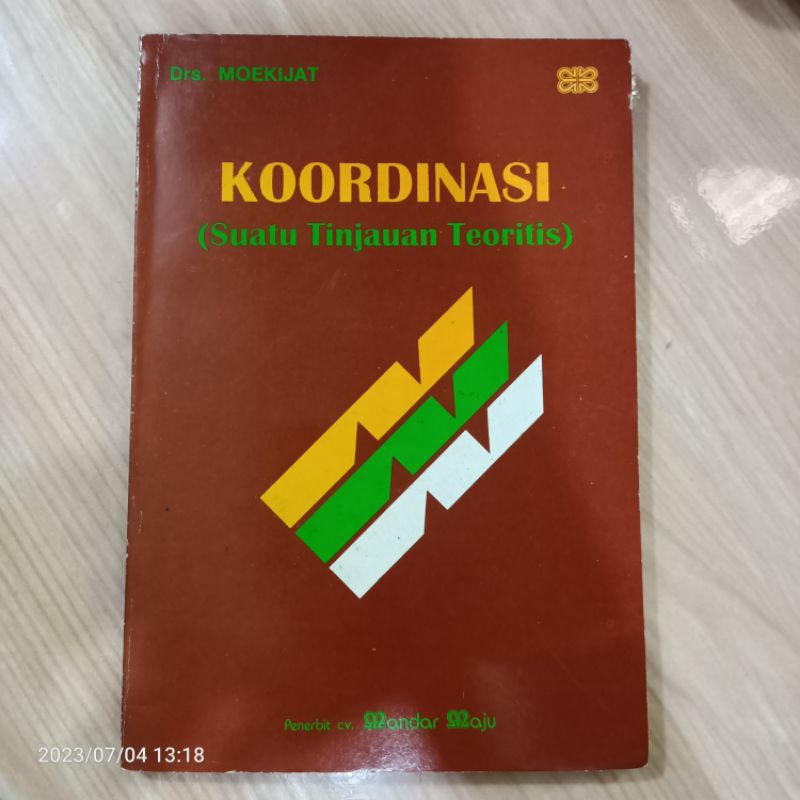 Drs. MOEKIJAT
KOORDINASI
(Suatu Tinjauan Teoritis)
Penerbit cv. Mandar Maju
2023/07/04 13:18